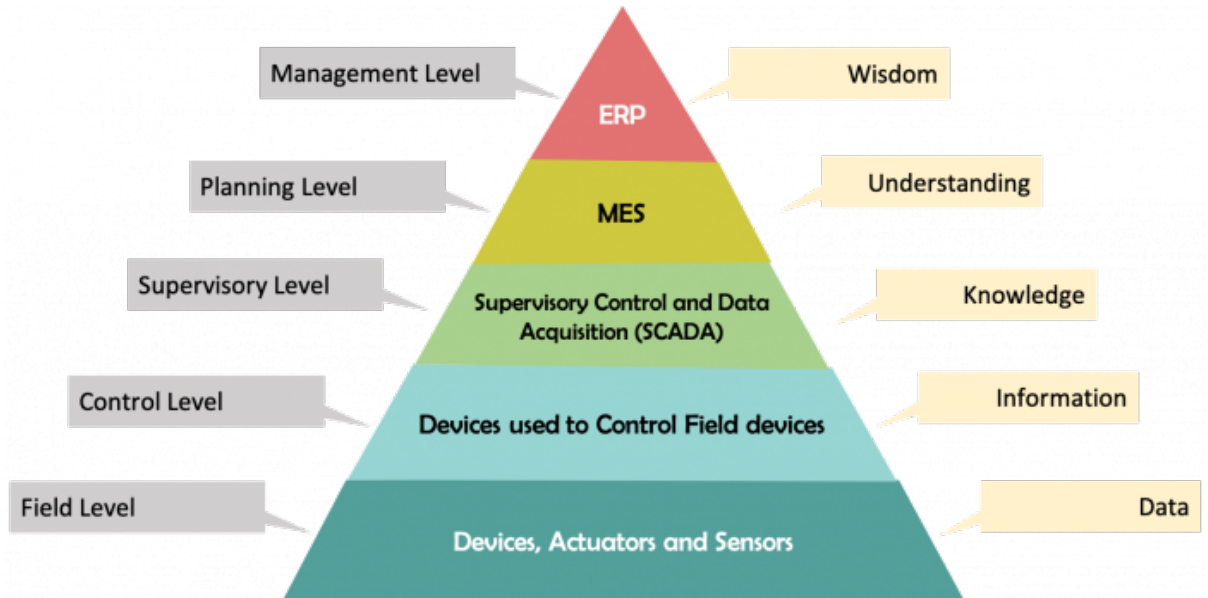 Management Level
Wisdom
ERP
Planning Level
Understanding
MES
Supervisory Level
Knowledge
Supervisory Control and Data
Acquisition (SCADA)
Control Level
Information
Devices used to Control Field devices
Field Level
Data
Devices, Actuators and Sensors